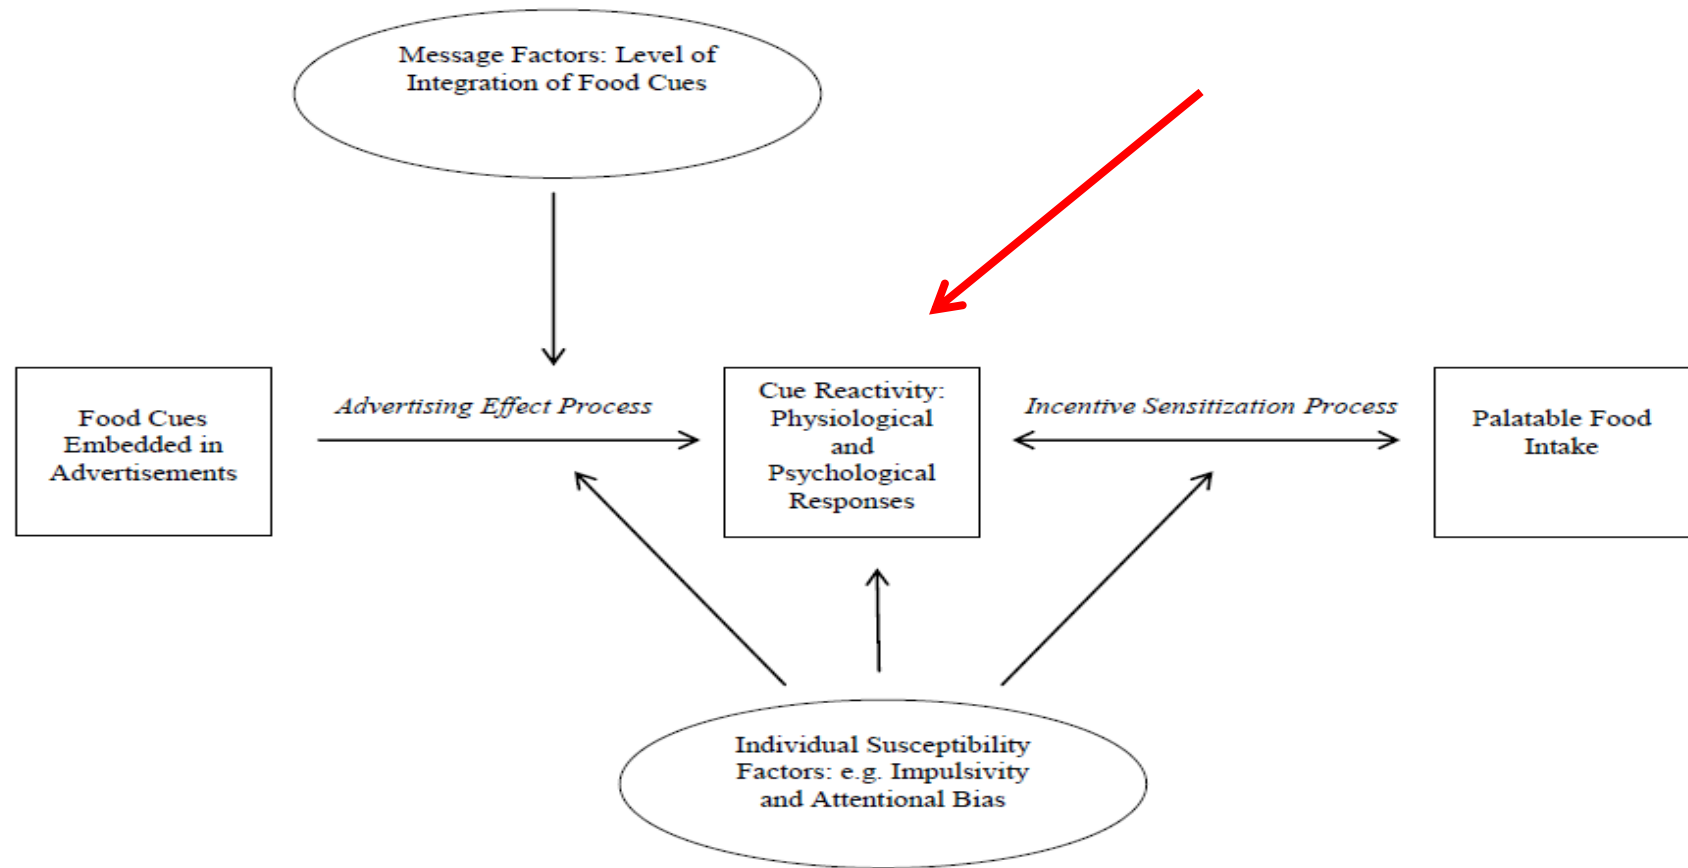 Message Factors: Level of
Integration of Food Cues
Food Cues
Embedded in
Advertisements
Advertising Effect Process
Cue Reactivity:
Physiological
and
Psychological
Responses
Incentive Sensitization Process
Palatable Food
Intake
Individual Susceptibility
Factors: e.g. Impulsivity
and Attentional Bias